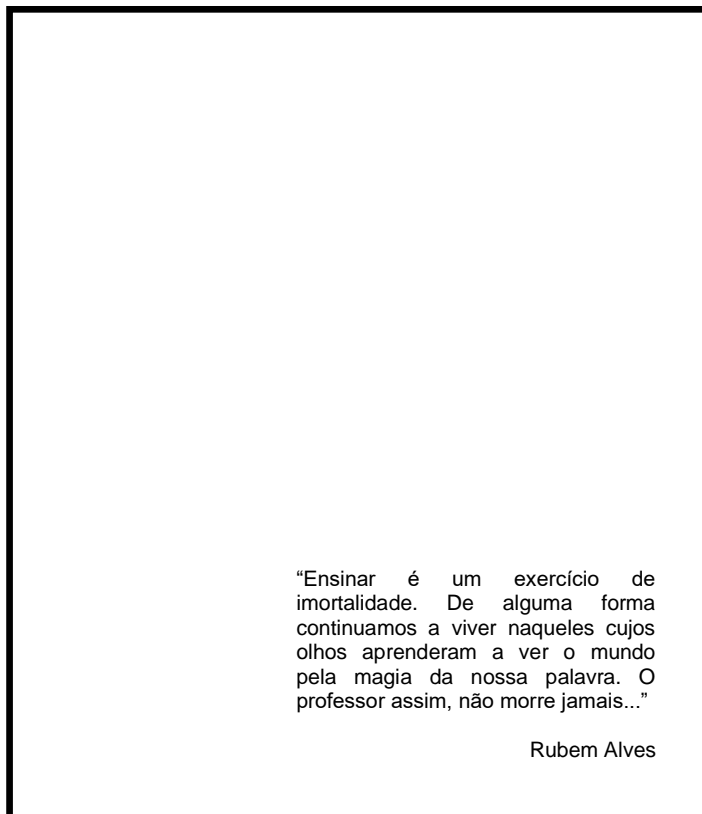 “Ensinar é um exercício de
imortalidade. De alguma forma
continuamos a viver naqueles cujos
olhos aprenderam a ver o mundo
pela magia da nossa palavra. O
professor assim, não morre jamais...”
Rubem Alves